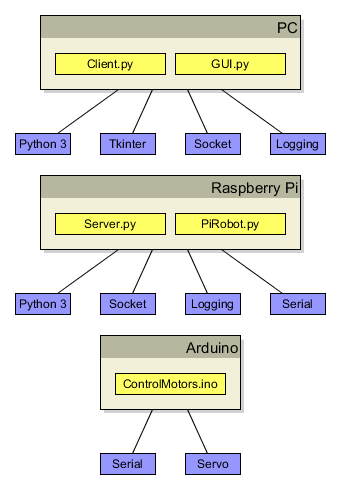 PC
Client.py GUI.py
Python 3 Tkinter Socket Logging
Raspberry Pi
Server.py PiRobot.py
Python 3 Socket Logging Serial
Arduino
ControlMotors.ino
Serial Servo